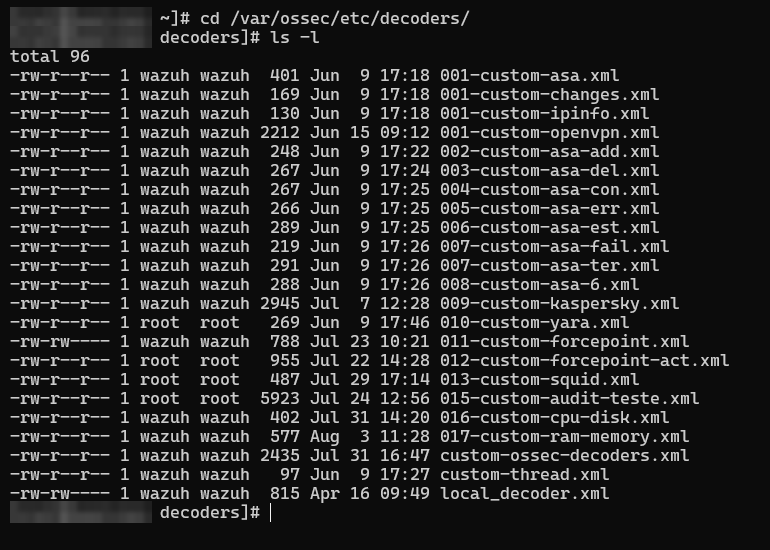 ~]# cd /var/ossec/etc/decoders/
decoders]# ls -l
total 96
-rw-r--r-- 1 wazuh wazuh  401 Jun  9 17:18 001-custom-asa.xml
-rw-r--r-- 1 wazuh wazuh  169 Jun  9 17:18 001-custom-changes.xml
-rw-r--r-- 1 wazuh wazuh  130 Jun  9 17:18 001-custom-ipinfo.xml
-rw-r--r-- 1 wazuh wazuh 2212 Jun 15 09:12 001-custom-openvpn.xml
-rw-r--r-- 1 wazuh wazuh  248 Jun  9 17:22 002-custom-asa-add.xml
-rw-r--r-- 1 wazuh wazuh  267 Jun  9 17:24 003-custom-asa-del.xml
-rw-r--r-- 1 wazuh wazuh  267 Jun  9 17:25 004-custom-asa-con.xml
-rw-r--r-- 1 wazuh wazuh  266 Jun  9 17:25 005-custom-asa-err.xml
-rw-r--r-- 1 wazuh wazuh  289 Jun  9 17:25 006-custom-asa-est.xml
-rw-r--r-- 1 wazuh wazuh  219 Jun  9 17:26 007-custom-asa-fail.xml
-rw-r--r-- 1 wazuh wazuh  291 Jun  9 17:26 007-custom-asa-ter.xml
-rw-r--r-- 1 wazuh wazuh  288 Jun  9 17:26 008-custom-asa-6.xml
-rw-r--r-- 1 wazuh wazuh 2945 Jul  7 12:28 009-custom-kaspersky.xml
-rw-r--r-- 1 root  root   269 Jun  9 17:46 010-custom-yara.xml
-rw-rw---- 1 wazuh wazuh  788 Jul 23 10:21 011-custom-forcepoint.xml
-rw-r--r-- 1 root  root   955 Jul 22 14:28 012-custom-forcepoint-act.xml
-rw-r--r-- 1 root  root   487 Jul 29 17:14 013-custom-squid.xml
-rw-r--r-- 1 root  root  5923 Jul 24 12:56 015-custom-audit-teste.xml
-rw-r--r-- 1 wazuh wazuh  402 Jul 31 14:20 016-custom-cpu-disk.xml
-rw-r--r-- 1 wazuh wazuh  577 Aug  3 11:28 017-custom-ram-memory.xml
-rw-r--r-- 1 wazuh wazuh 2435 Jul 31 16:47 custom-ossec-decoders.xml
-rw-r--r-- 1 wazuh wazuh   97 Jun  9 17:27 custom-thread.xml
-rw-rw---- 1 wazuh wazuh  815 Apr 16 09:49 local_decoder.xml
decoders]#